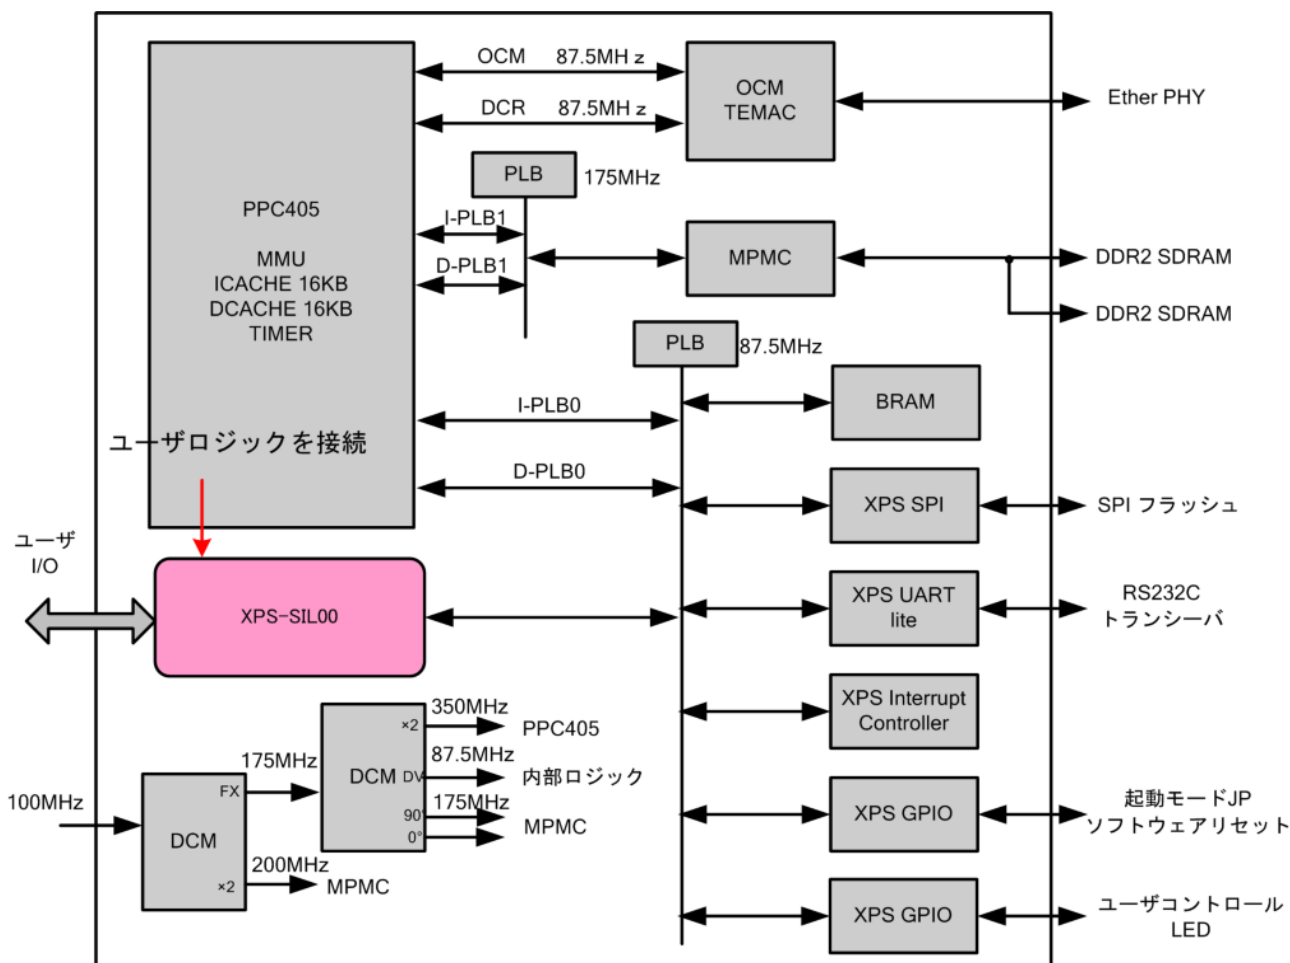 OCM 87.5MHz
DCR 87.5MHz
OCM
TEMAC
Ether PHY
PLB
175MHz
PPC405
MMU
ICACHE 16KB
DCACHE 16KB
TIMER
I-PLB1
D-PLB1
MPMC
DDR2 SDRAM
DDR2 SDRAM
PLB
87.5MHz
I-PLB0
D-PLB0
BRAM
ユーザロジックを接続
XPS SPI
SPI フラッシュ
ユーザ
I/O
XPS-SIL00
XPS UART
lite
RS232C
トランシーバ
XPS Interrupt
Controller
100MHz
DCM
FX
×2
175MHz
200MHz
MPMC
DCM
×2
DV
90°
0°
350MHz
PPC405
87.5MHz
内部ロジック
175MHz
MPMC
XPS GPIO
起動モードJP
ソフトウェアリセット
XPS GPIO
ユーザコントロール
LED